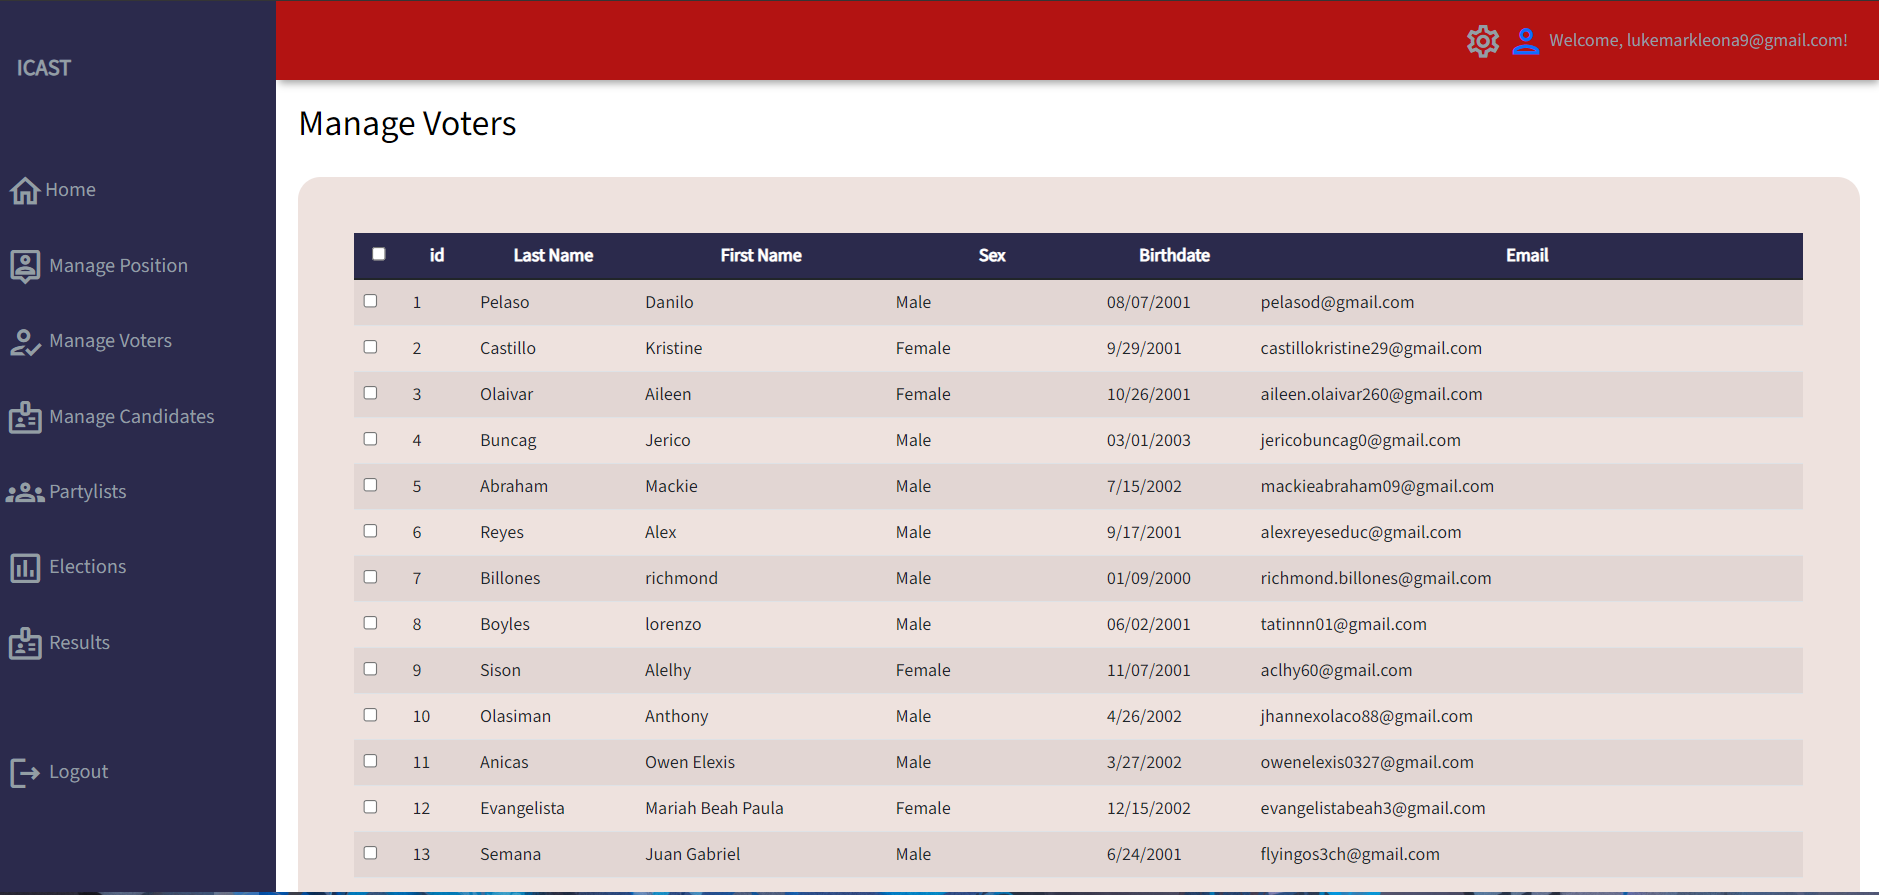 ICAST
Welcome, lukemarkleona9@gmail.com!
Home
Manage Position
Manage Voters
Manage Candidates
Partylists
Elections
Results
Logout
Manage Voters
id Last Name First Name Sex Birthdate Email
1 Pelaso Danilo Male 08/07/2001 pelasod@gmail.com
2 Castillo Kristine Female 9/29/2001 castillokristine29@gmail.com
3 Olaivar Aileen Female 10/26/2001 aileen.olaivar260@gmail.com
4 Buncag Jerico Male 03/01/2003 jericobuncag0@gmail.com
5 Abraham Mackie Male 7/15/2002 mackieabraham09@gmail.com
6 Reyes Alex Male 9/17/2001 alexreyeseduc@gmail.com
7 Billones richmond Male 01/09/2000 richmond.billones@gmail.com
8 Boyles lorenzo Male 06/02/2001 tatinnn01@gmail.com
9 Sison Alelhy Female 11/07/2001 aclhy60@gmail.com
10 Olasiman Anthony Male 4/26/2002 jhannexolaco88@gmail.com
11 Anicas Owen Elexis Male 3/27/2002 owenelexis0327@gmail.com
12 Evangelista Mariah Beah Paula Female 12/15/2002 evangelistabeah3@gmail.com
13 Semana Juan Gabriel Male 6/24/2001 flyingos3ch@gmail.com